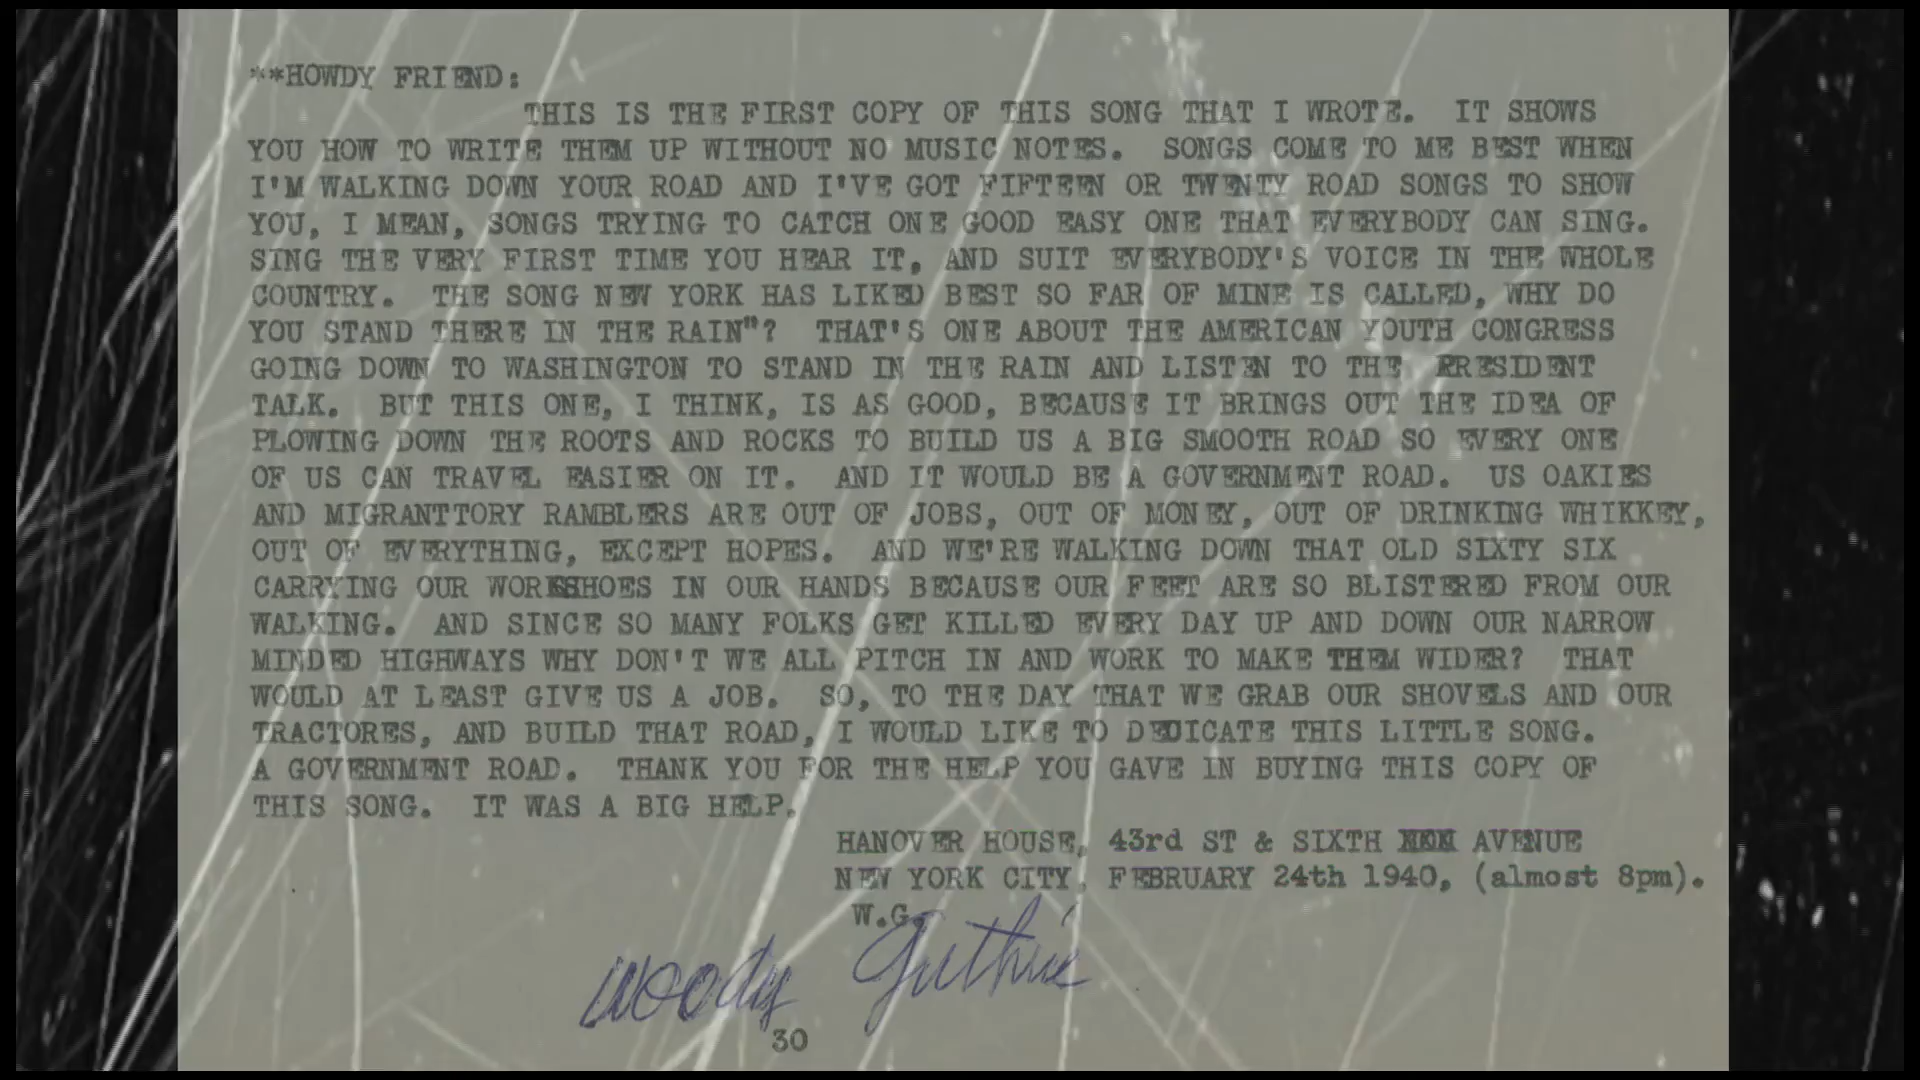 **HOWDY FRIEND:
THIS IS THE FIRST COPY OF THIS SONG THAT I WROTE. IT SHOWS
YOU HOW TO WRITE THEM UP WITHOUT NO MUSIC NOTES. SONGS COME TO ME BEST WHEN
I'M WALKING DOWN YOUR ROAD AND I'VE GOT FIFTEEN OR TWENTY ROAD SONGS TO SHOW
YOU, I MEAN, SONGS TRYING TO CATCH ONE GOOD EASY ONE THAT EVERYBODY CAN SING.
SING THE VERY FIRST TIME YOU HEAR IT, AND SUIT EVERYBODY'S VOICE IN THE WHOLE
COUNTRY. THE SONG NEW YORK HAS LIKED BEST SO FAR OF MINE IS CALLED, WHY DO
YOU STAND THERE IN THE RAIN"? THAT'S ONE ABOUT THE AMERICAN YOUTH CONGRESS
GOING DOWN TO WASHINGTON TO STAND IN THE RAIN AND LISTEN TO THE PRESIDENT
TALK. BUT THIS ONE, I THINK, IS AS GOOD, BECAUSE IT BRINGS OUT THE IDEA OF
PLOWING DOWN THE ROOTS AND ROCKS TO BUILD US A BIG SMOOTH ROAD SO EVERY ONE
OF US CAN TRAVEL EASIER ON IT. AND IT WOULD BE A GOVERNMENT ROAD. US OAKIES
AND MIGRANTTORY RAMBLERS ARE OUT OF JOBS, OUT OF MONEY, OUT OF DRINKING WHIKKEY,
OUT OF EVERYTHING, EXCEPT HOPES. AND WE'RE WALKING DOWN THAT OLD SIXTY SIX
CARRYING OUR WORKSHOES IN OUR HANDS BECAUSE OUR FEET ARE SO BLISTERED FROM OUR
WALKING. AND SINCE SO MANY FOLKS GET KILLED EVERY DAY UP AND DOWN OUR NARROW
MINDED HIGHWAYS WHY DON'T WE ALL PITCH IN AND WORK TO MAKE THEM WIDER? THAT
WOULD AT LEAST GIVE US A JOB. SO, TO THE DAY THAT WE GRAB OUR SHOVELS AND OUR
TRACTORES, AND BUILD THAT ROAD, I WOULD LIKE TO DEDICATE THIS LITTLE SONG.
A GOVERNMENT ROAD. THANK YOU FOR THE HELP YOU GAVE IN BUYING THIS COPY OF
THIS SONG. IT WAS A BIG HELP.
HANOVER HOUSE, 43rd ST & SIXTH AVENUE
NEW YORK CITY, FEBRUARY 24th 1940, (almost 8pm).
W.G.
Woody Guthrie
30